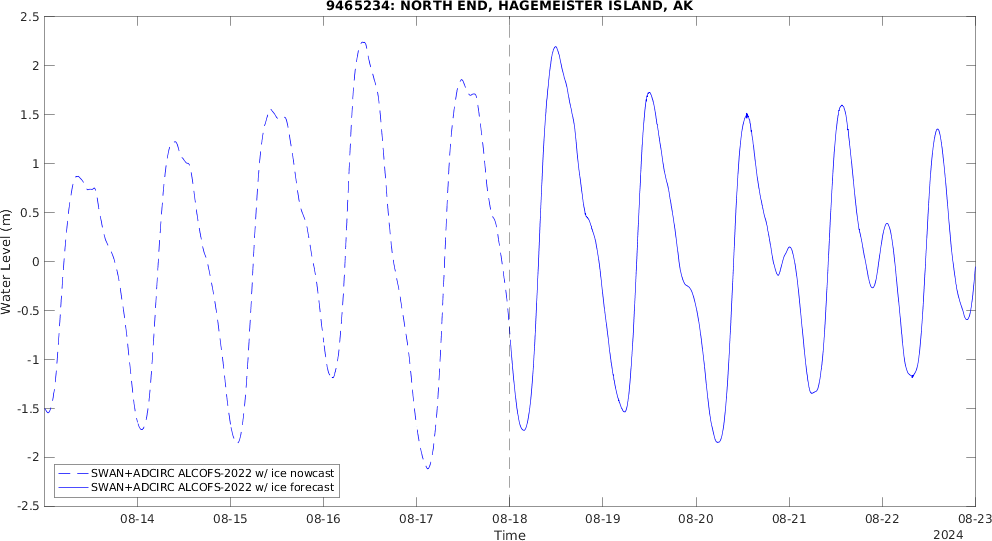 9465234: NORTH END, HAGEMEISTER ISLAND, AK
2.5
2
1.5
1
0.5
0
-0.5
-1
-1.5
-2
-2.5
Water Level (m)
SWAN+ADCIRC ALCOFS-2022 w/ ice nowcast
SWAN+ADCIRC ALCOFS-2022 w/ ice forecast
08-14 08-15 08-16 08-17 08-18 08-19 08-20 08-21 08-22 08-23
Time
2024